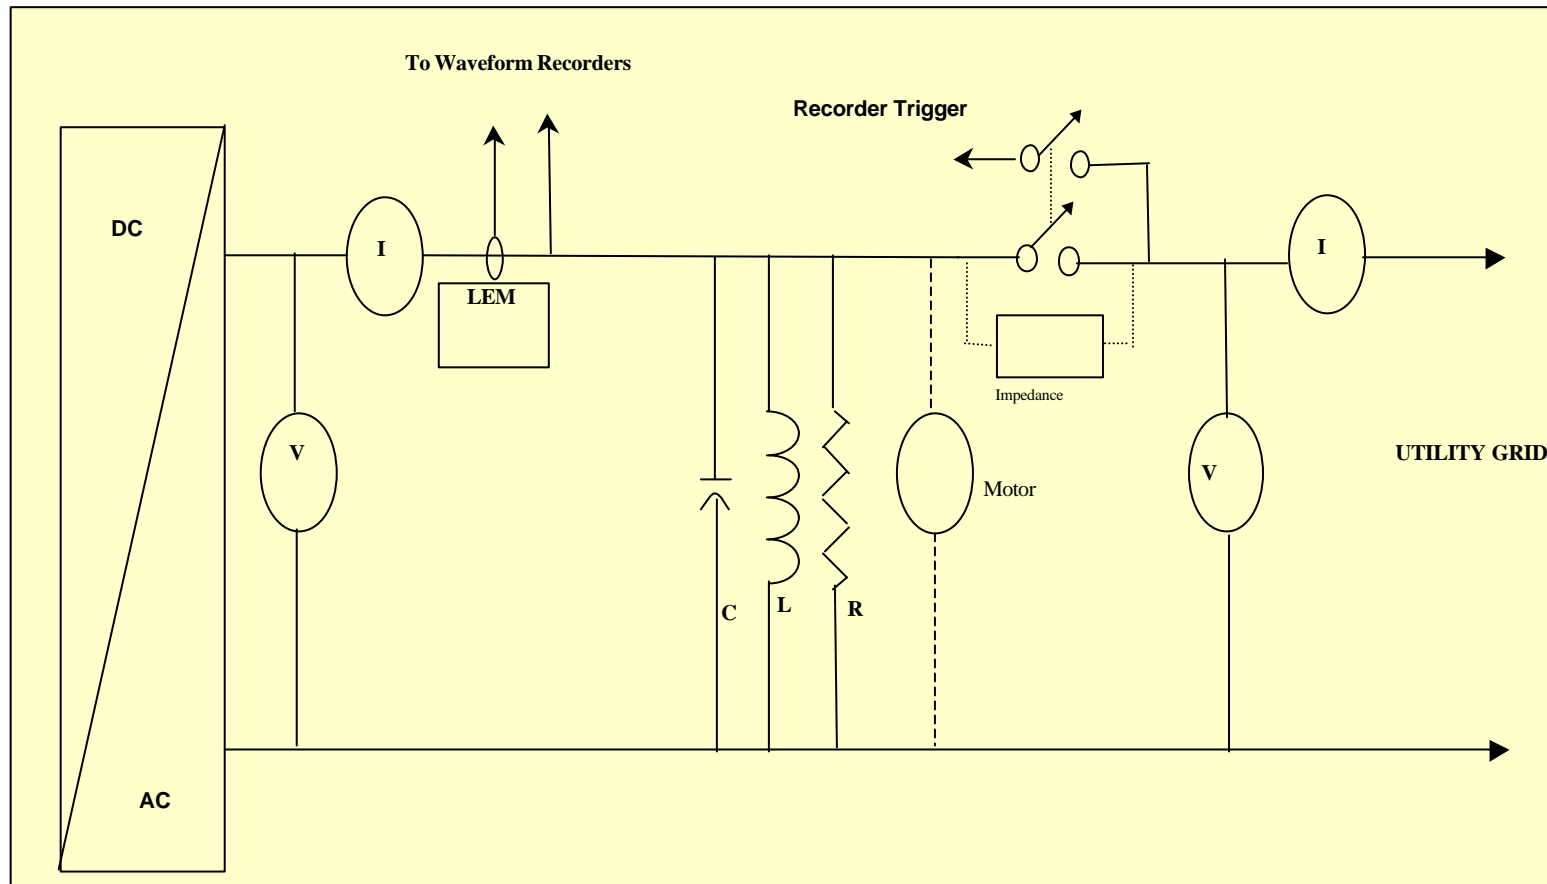 To Waveform Recorders
Recorder Trigger
DC
I
I
LEM
Impedance
V
Motor
V
UTILITY GRID
C
L
R
AC